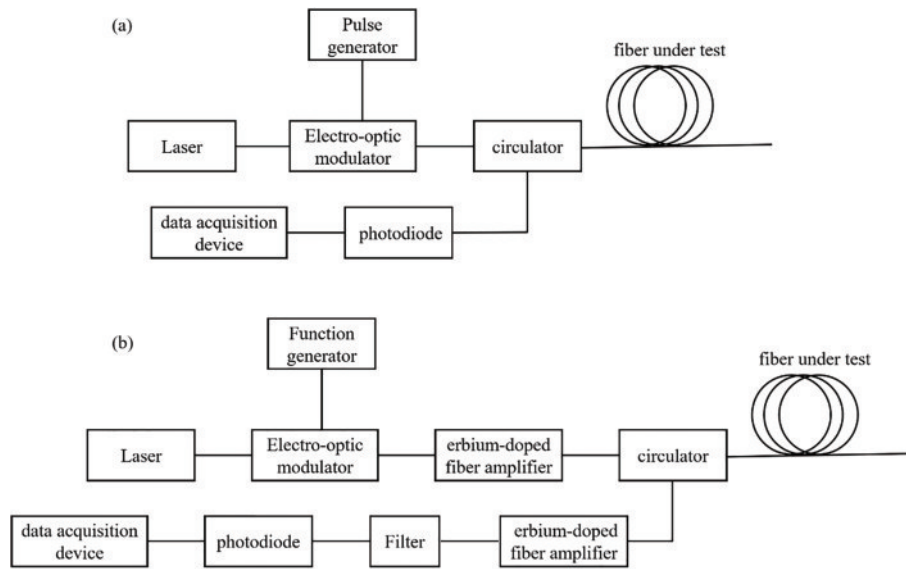 (a)
Pulse
generator
fiber under test
Laser
Electro-optic
modulator
circulator
data acquisition
device
photodiode
(b)
Function
generator
fiber under test
Laser
Electro-optic
modulator
erbium-doped
fiber amplifier
circulator
data acquisition
device
photodiode
Filter
erbium-doped
fiber amplifier